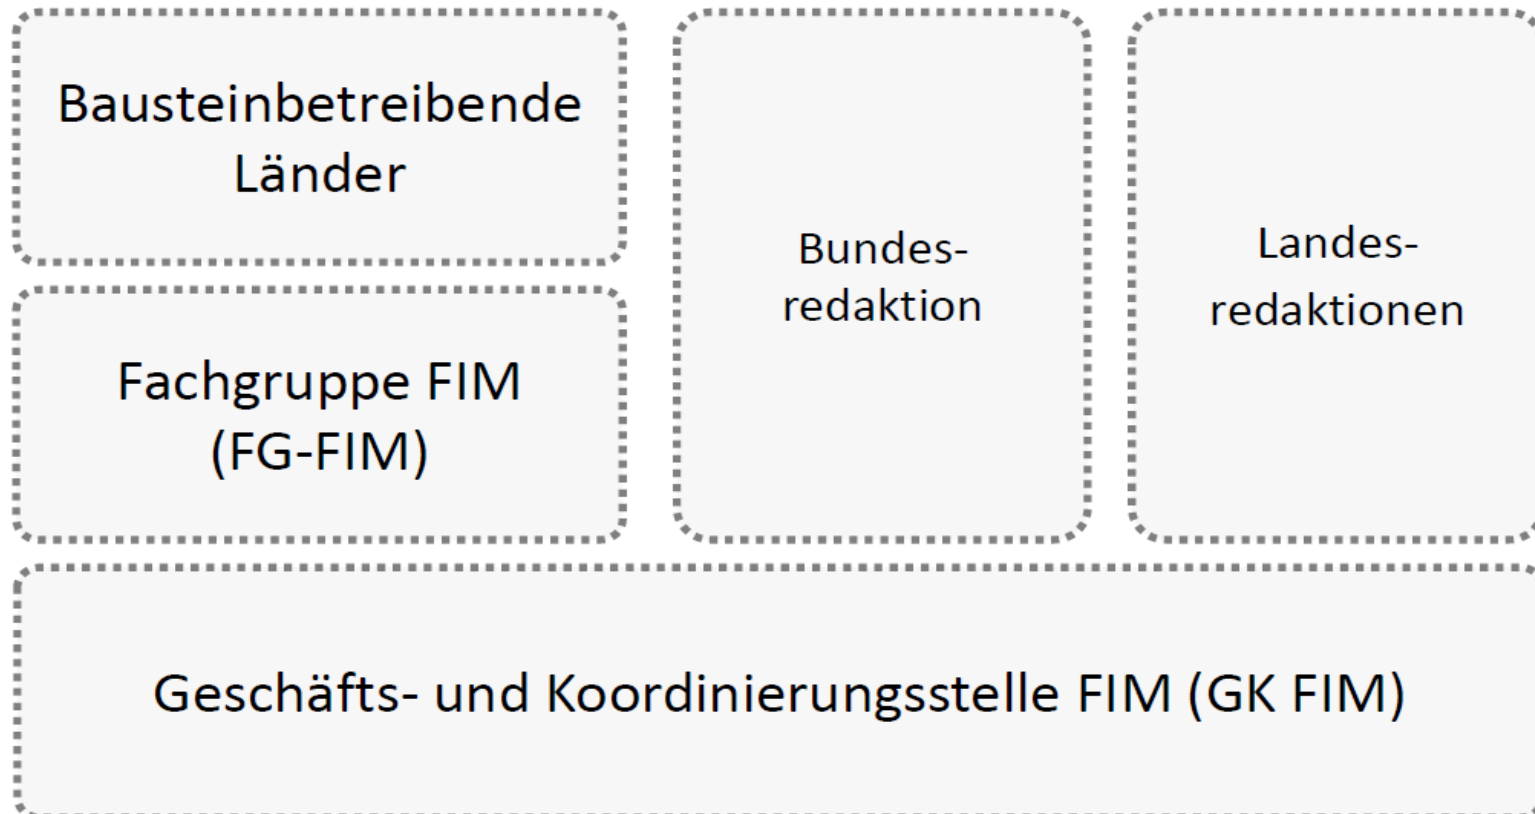 Bausteinbetreibende
Länder
Fachgruppe FIM
(FG-FIM)
Bundes-
redaktion
Landes-
redaktionen
Geschäfts- und Koordinierungsstelle FIM (GK FIM)